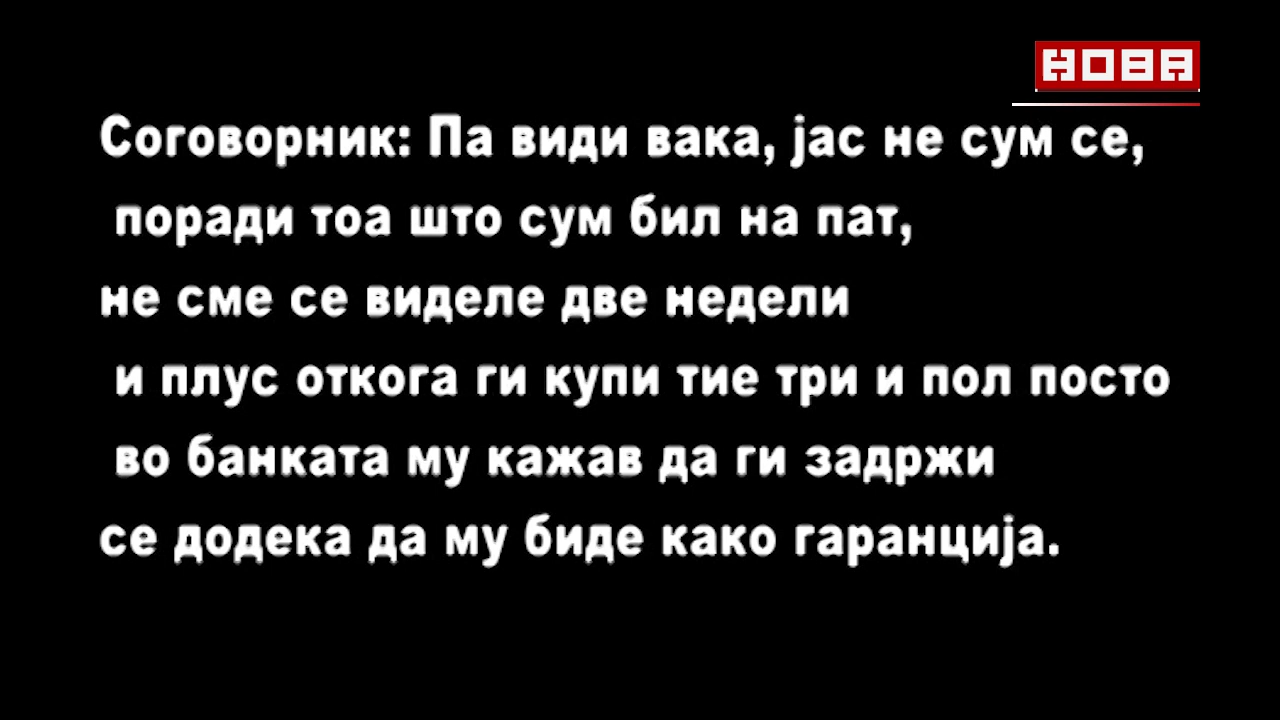 НОВА
Соговорник: Па види вака, јас не сум се,
поради тоа што сум бил на пат,
не сме се виделе две недели
и плус откога ги купи тие три и пол посто
во банката му кажав да ги задржи
се додека да му биде како гаранција.